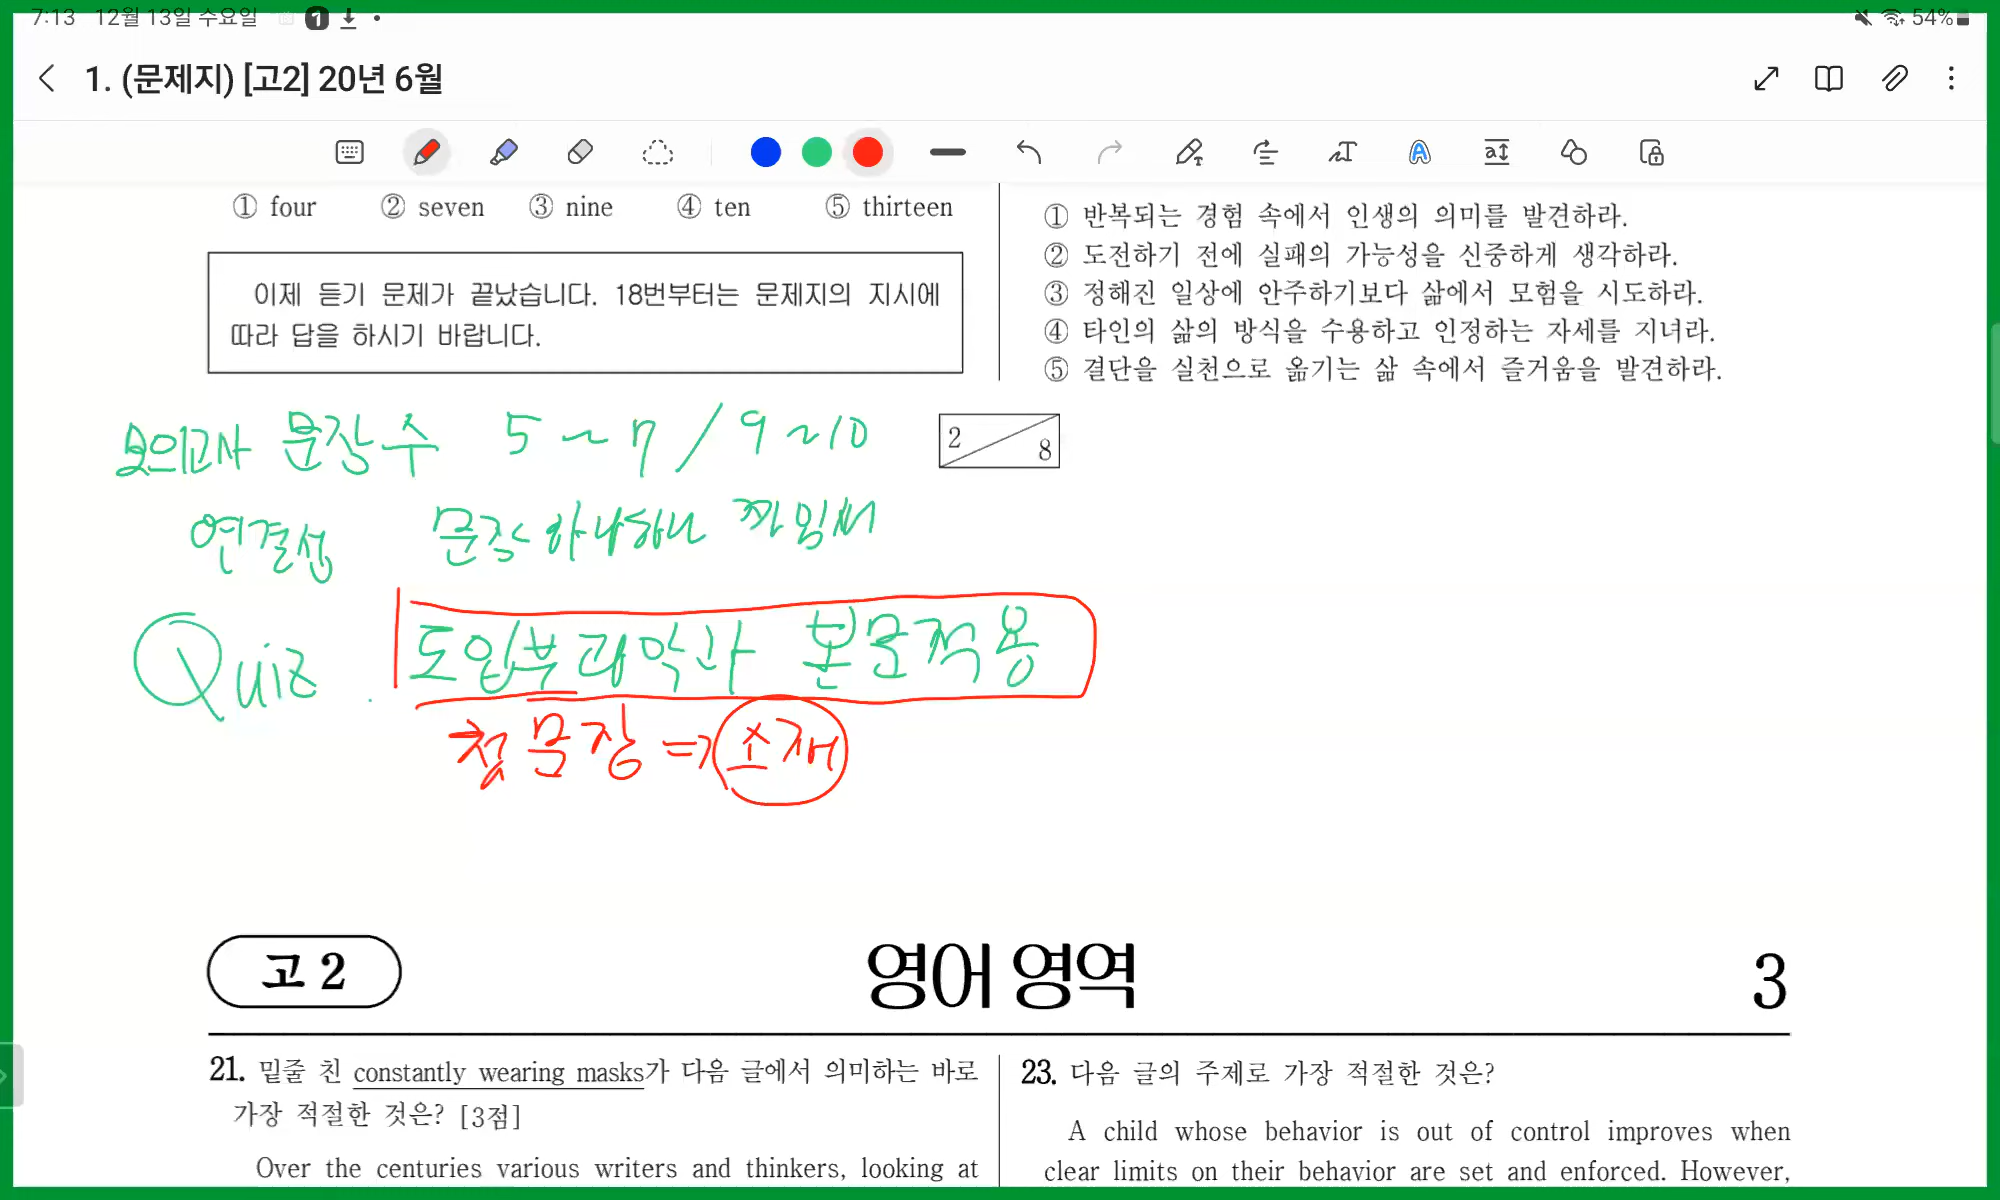 7:13 12월 13일 수요일 1 54%
1. (문제지) [고2] 20년 6월
① four ② seven ③ nine ④ ten ⑤ thirteen
이제 듣기 문제가 끝났습니다. 18번부터는 문제지의 지시에
따라 답을 하시기 바랍니다.
① 반복되는 경험 속에서 인생의 의미를 발견하라.
② 도전하기 전에 실패의 가능성을 신중하게 생각하라.
③ 정해진 일상에 안주하기보다 삶에서 모험을 시도하라.
④ 타인의 삶의 방식을 수용하고 인정하는 자세를 지녀라.
⑤ 결단을 실천으로 옮기는 삶 속에서 즐거움을 발견하라.
모의고사 문장 수 5~7 / 9~10
2 8
연결성 문장 하나하나 짜임새
Quiz. 도입부 파악과 본문 적용
첫 문장 => 소재
고 2
영어 영역
3
21. 밑줄 친 constantly wearing masks가 다음 글에서 의미하는 바로
가장 적절한 것은? [3점]
Over the centuries various writers and thinkers, looking at
23. 다음 글의 주제로 가장 적절한 것은?
A child whose behavior is out of control improves when
clear limits on their behavior are set and enforced. However,